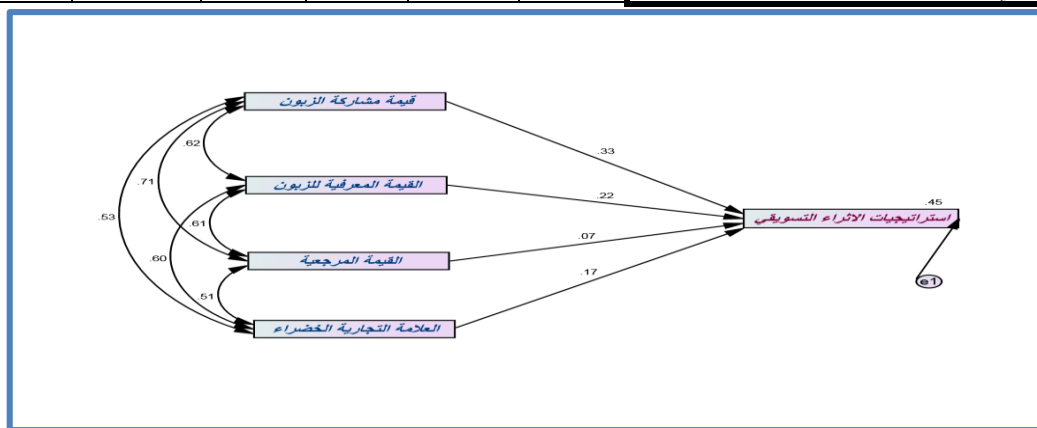 قيمة مشاركة الزبون
.62
.33
.71
القيمة المعرفية للزبون
.22
.45
.53
.61
استراتيجيات الاثراء التسويقي
.07
.60
القيمة المرجعية
.17
e1
.51
العلامة التجارية الخضراء